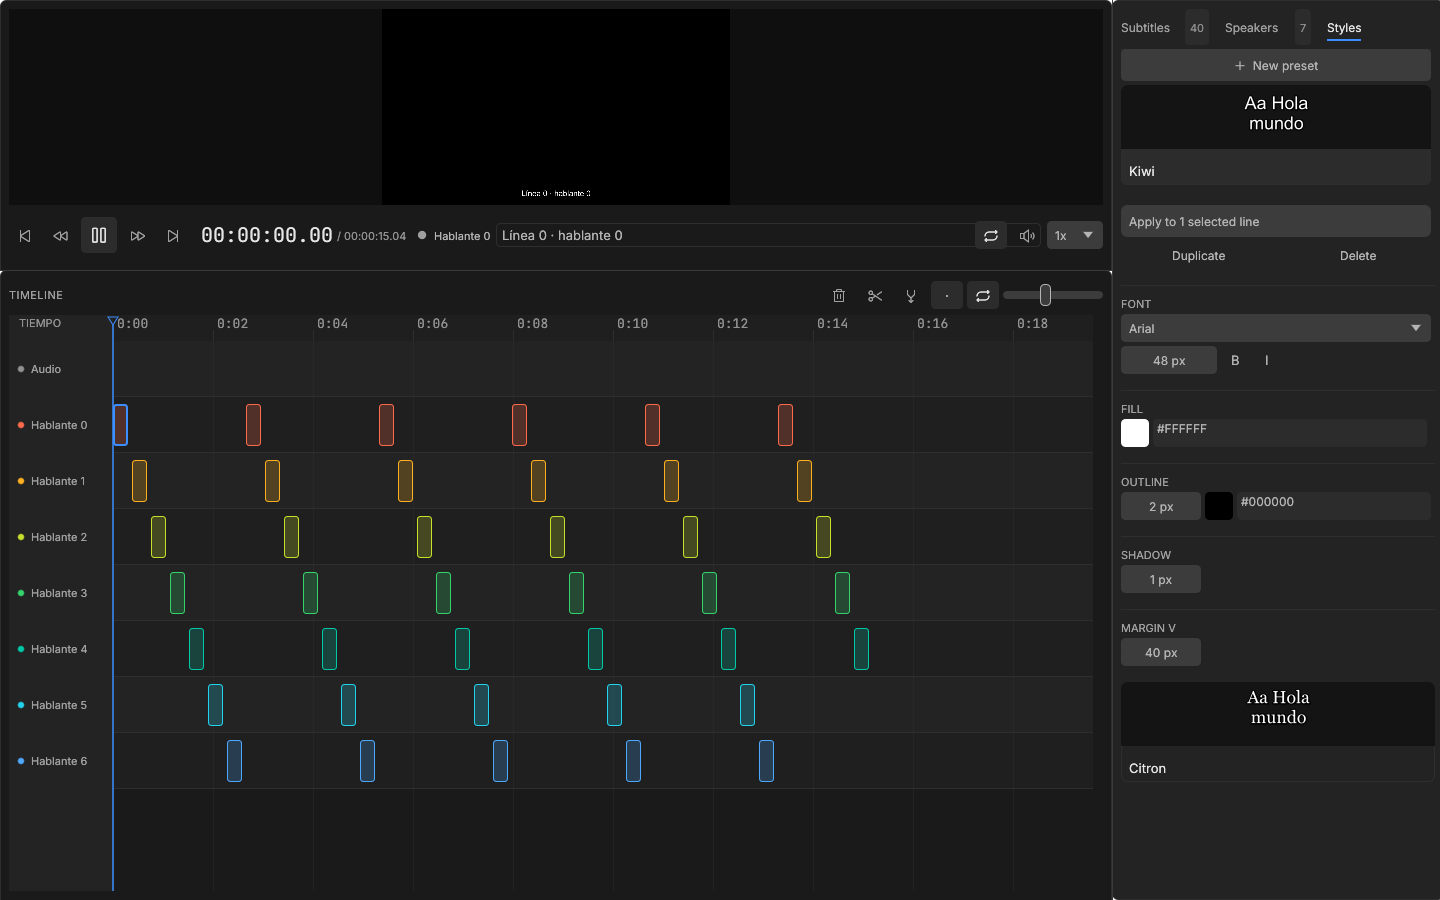 Línea 0 · hablante 0
00:00:00.00 / 00:00:15.04
Hablante 0
Línea 0 · hablante 0
1x
TIMELINE
TIEMPO
0:00 0:02 0:04 0:06 0:08 0:10 0:12 0:14 0:16 0:18
Audio
Hablante 0
Hablante 1
Hablante 2
Hablante 3
Hablante 4
Hablante 5
Hablante 6
Subtitles 40 Speakers 7 Styles
+ New preset
Aa Hola
mundo
Kiwi
Apply to 1 selected line
Duplicate Delete
FONT
Arial
48 px B I
FILL
#FFFFFF
OUTLINE
2 px #000000
SHADOW
1 px
MARGIN V
40 px
Aa Hola
mundo
Citron